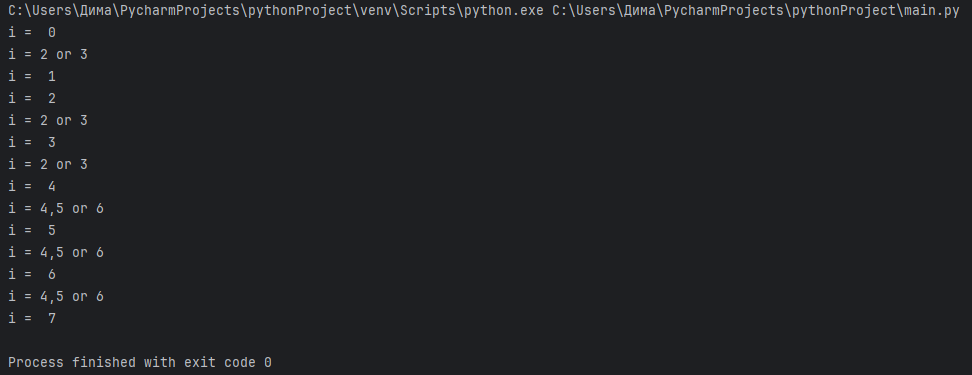 C:\Users\Дима\PycharmProjects\pythonProject\venv\Scripts\python.exe C:\Users\Дима\PycharmProjects\pythonProject\main.py
i =  0
i = 2 or 3
i =  1
i =  2
i = 2 or 3
i =  3
i = 2 or 3
i =  4
i = 4,5 or 6
i =  5
i = 4,5 or 6
i =  6
i = 4,5 or 6
i =  7
Process finished with exit code 0